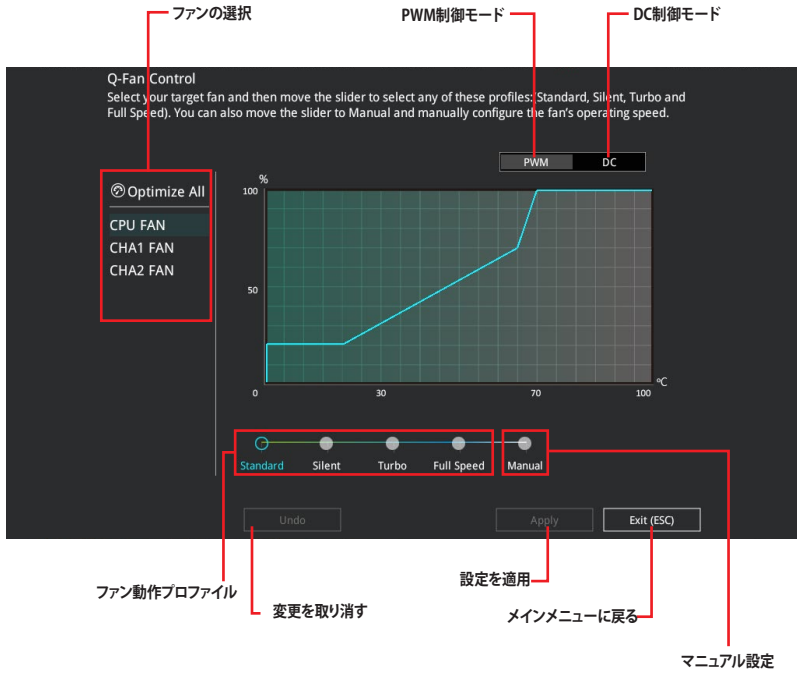 ファンの選択
PWM制御モード
DC制御モード
Q-Fan Control
Select your target fan and then move the slider to select any of these profiles:(Standard, Silent, Turbo and
Full Speed). You can also move the slider to Manual and manually configure the fan's operating speed.
PWM
DC
Optimize All
CPU FAN
CHA1 FAN
CHA2 FAN
%
100
50
0
30
70
100
℃
Standard
Silent
Turbo
Full Speed
Manual
Undo
Apply
Exit (ESC)
ファン動作プロファイル
変更を取り消す
設定を適用
メインメニューに戻る
マニュアル設定